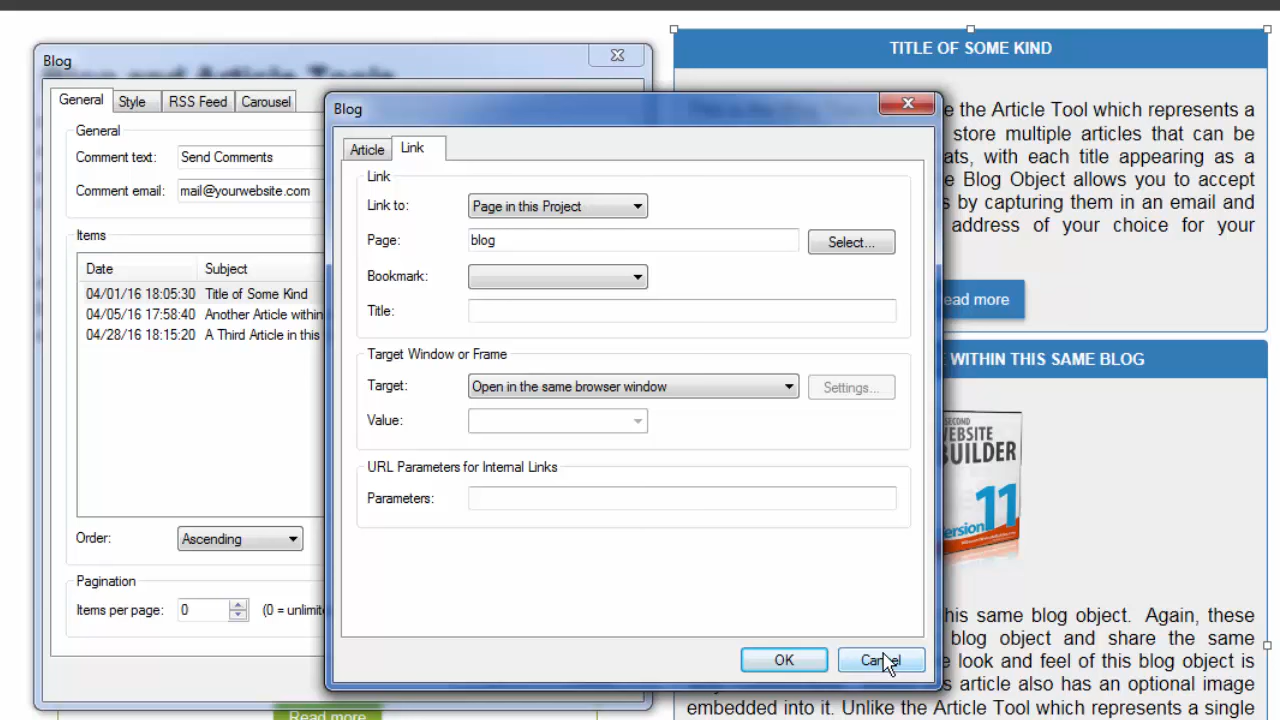 Blog
General
Style
RSS Feed
Carousel
General
Comment text:
Send Comments
Comment email:
mail@yourwebsite.com
Items
Date
Subject
04/01/16 18:05:30
Title of Some Kind
04/05/16 17:58:40
Another Article within
04/28/16 18:15:20
A Third Article in this
Order:
Ascending
Pagination
Items per page:
0
(0 = unlimite
Read more
Blog
Article
Link
Link
Link to:
Page in this Project
Page:
blog
Select...
Bookmark:
Title:
Target Window or Frame
Target:
Open in the same browser window
Settings...
Value:
URL Parameters for Internal Links
Parameters:
OK
Cancel
TITLE OF SOME KIND
e the Article Tool which represents a
store multiple articles that can be
ats, with each title appearing as a
e Blog Object allows you to accept
s by capturing them in an email and
address of your choice for your
ead more
WITHIN THIS SAME BLOG
SECOND
WEBSITE
BUILDER
11
Version
his same blog object. Again, these
blog object and share the same
e look and feel of this blog object is
s article also has an optional image
embedded into it. Unlike the Article Tool which represents a single